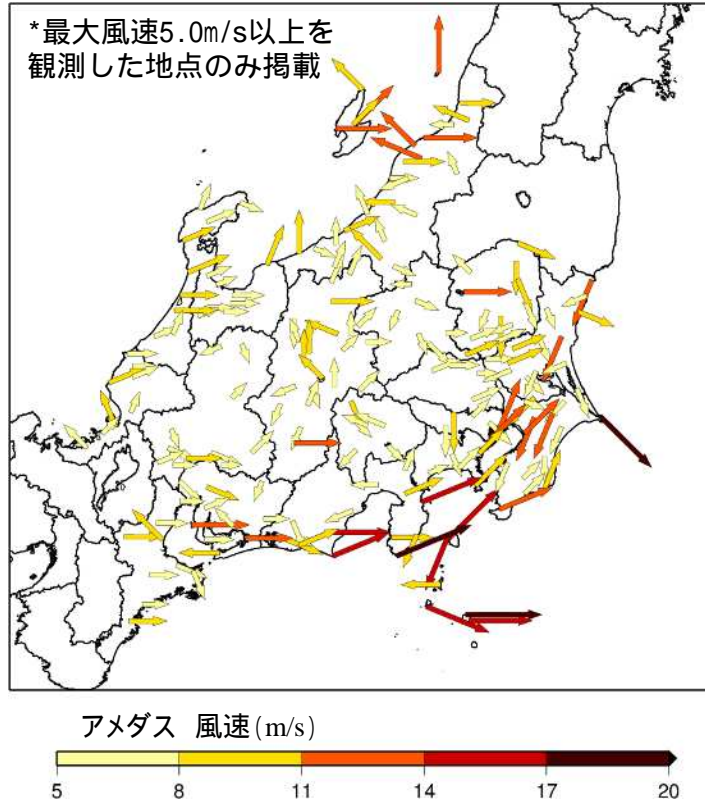 *最大風速5.0m/s以上を
観測した地点のみ掲載
アメダス 風速(m/s)
5 8 11 14 17 20